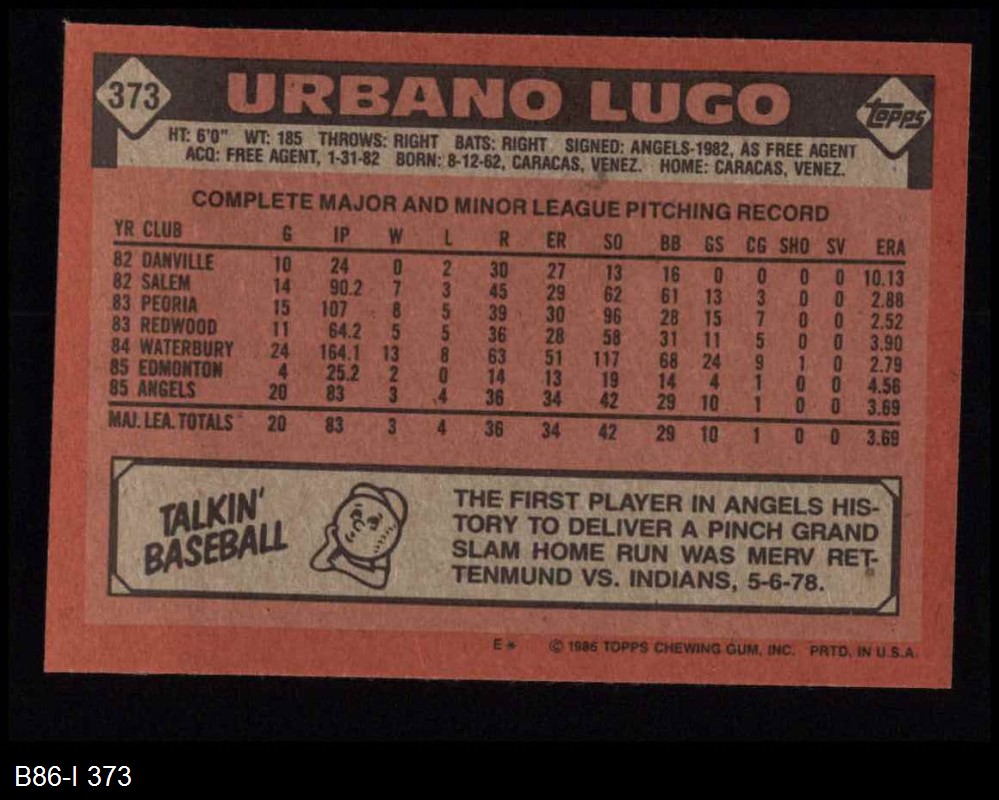 373
URBANO LUGO
Topps
HT: 6'0" WT: 185 THROWS: RIGHT BATS: RIGHT SIGNED: ANGELS-1982, AS FREE AGENT
ACQ: FREE AGENT, 1-31-82 BORN: 8-12-62, CARACAS, VENEZ. HOME: CARACAS, VENEZ.
COMPLETE MAJOR AND MINOR LEAGUE PITCHING RECORD
YR CLUB G IP W L R ER SO BB GS CG SHO SV ERA
82 DANVILLE 10 24 0 2 30 27 13 16 0 0 0 0 10.13
82 SALEM 14 90.2 7 3 45 29 62 61 13 3 0 0 2.88
83 PEORIA 15 107 8 5 39 30 96 28 15 7 0 0 2.52
83 REDWOOD 11 64.2 5 5 36 28 58 31 11 5 0 0 3.90
84 WATERBURY 24 164.1 13 8 63 51 117 68 24 9 1 0 2.79
85 EDMONTON 4 25.2 2 0 14 13 19 14 4 1 0 0 4.56
85 ANGELS 20 83 3 4 36 34 42 29 10 1 0 0 3.69
MAJ. LEA. TOTALS 20 83 3 4 36 34 42 29 10 1 0 0 3.69
TALKIN'
BASEBALL
THE FIRST PLAYER IN ANGELS HIS-
TORY TO DELIVER A PINCH GRAND
SLAM HOME RUN WAS MERV RET-
TENMUND VS. INDIANS, 5-6-78.
E* © 1986 TOPPS CHEWING GUM, INC. PRTD. IN U.S.A.
B86-I 373